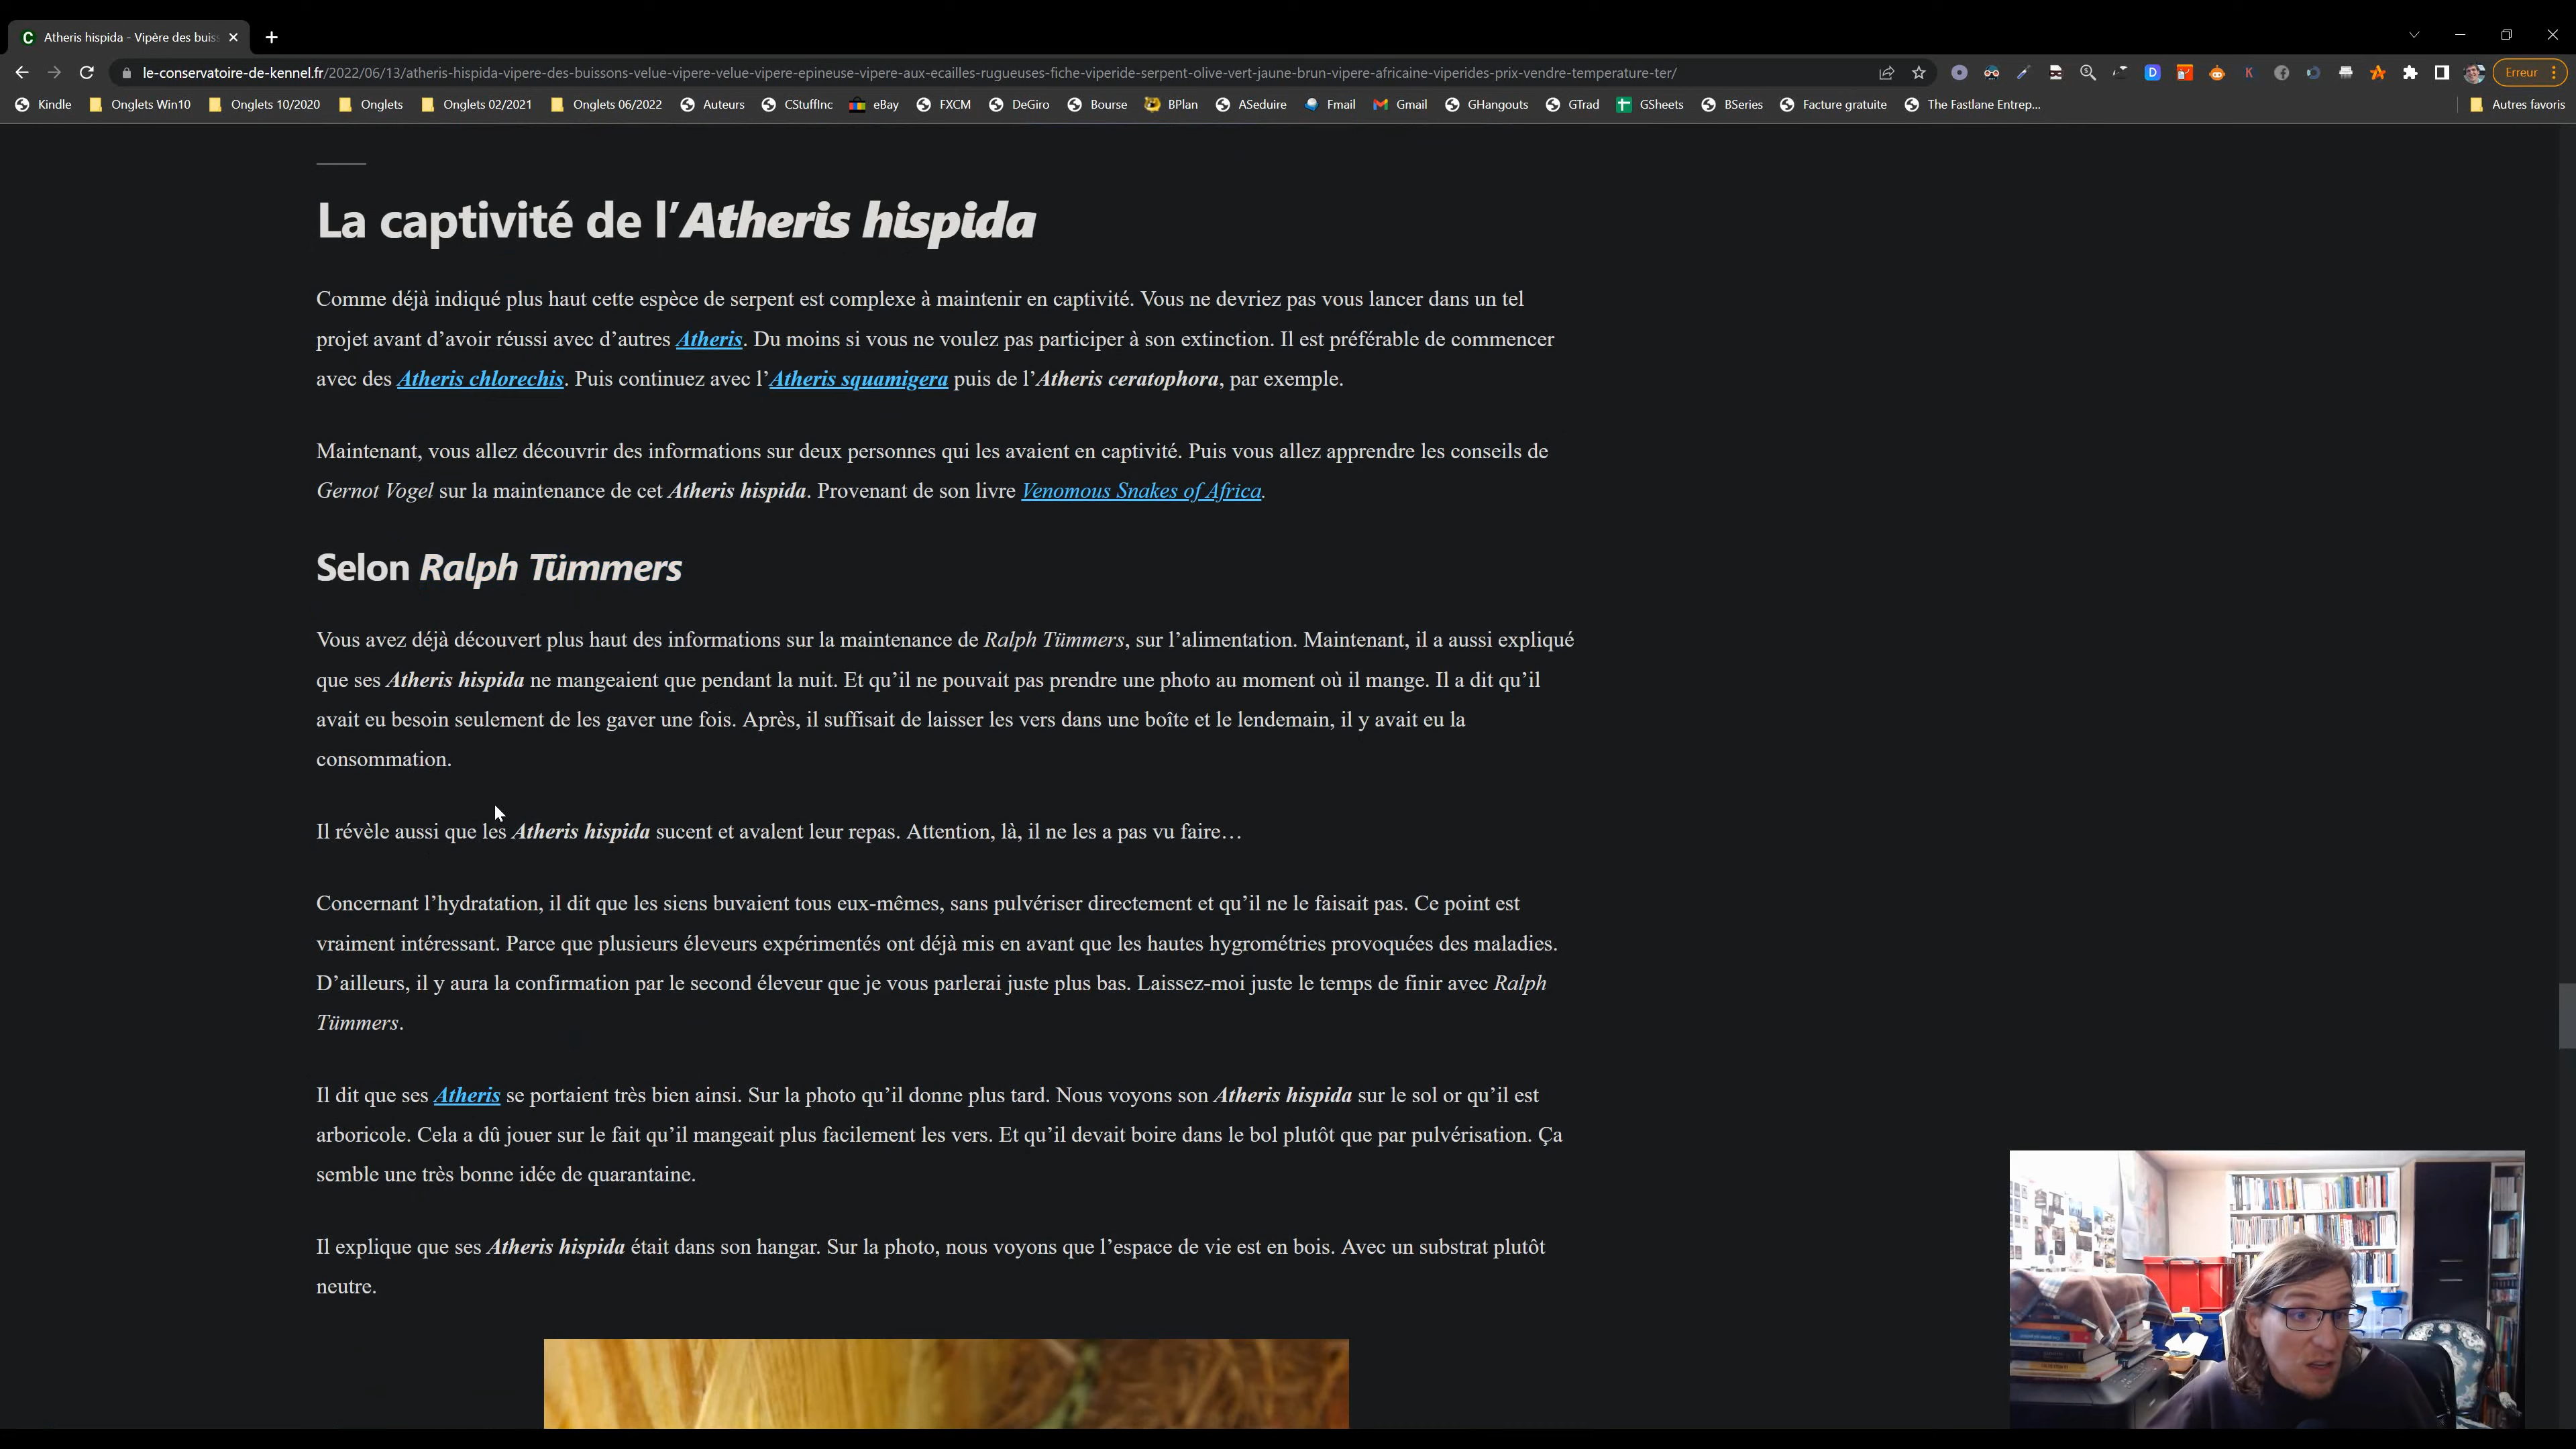 Atheris hispida - Vipère des buiss
le-conservatoire-de-kennel.fr/2022/06/13/atheris-hispida-vipere-des-buissons-velue-vipere-velue-vipere-epineuse-vipere-aux-ecailles-rugueuses-fiche-viperide-serpent-olive-vert-jaune-brun-vipere-africaine-viperides-prix-vendre-temperature-ter/
Erreur
Kindle Onglets Win10 Onglets 10/2020 Onglets Onglets 02/2021 Onglets 06/2022 Auteurs CStuffInc eBay FXCM DeGiro Bourse BPlan ASeduire Fmail Gmail GHangouts GTrad GSheets BSeries Facture gratuite The Fastlane Entrep... Autres favoris
La captivité de l’Atheris hispida
Comme déjà indiqué plus haut cette espèce de serpent est complexe à maintenir en captivité. Vous ne devriez pas vous lancer dans un tel
projet avant d’avoir réussi avec d’autres Atheris. Du moins si vous ne voulez pas participer à son extinction. Il est préférable de commencer
avec des Atheris chlorechis. Puis continuez avec l’Atheris squamigera puis de l’Atheris ceratophora, par exemple.
Maintenant, vous allez découvrir des informations sur deux personnes qui les avaient en captivité. Puis vous allez apprendre les conseils de
Gernot Vogel sur la maintenance de cet Atheris hispida. Provenant de son livre Venomous Snakes of Africa.
Selon Ralph Tümmers
Vous avez déjà découvert plus haut des informations sur la maintenance de Ralph Tümmers, sur l’alimentation. Maintenant, il a aussi expliqué
que ses Atheris hispida ne mangeaient que pendant la nuit. Et qu’il ne pouvait pas prendre une photo au moment où il mange. Il a dit qu’il
avait eu besoin seulement de les gaver une fois. Après, il suffisait de laisser les vers dans une boîte et le lendemain, il y avait eu la
consommation.
Il révèle aussi que les Atheris hispida sucent et avalent leur repas. Attention, là, il ne les a pas vu faire…
Concernant l’hydratation, il dit que les siens buvaient tous eux-mêmes, sans pulvériser directement et qu’il ne le faisait pas. Ce point est
vraiment intéressant. Parce que plusieurs éleveurs expérimentés ont déjà mis en avant que les hautes hygrométries provoquées des maladies.
D’ailleurs, il y aura la confirmation par le second éleveur que je vous parlerai juste plus bas. Laissez-moi juste le temps de finir avec Ralph
Tümmers.
Il dit que ses Atheris se portaient très bien ainsi. Sur la photo qu’il donne plus tard. Nous voyons son Atheris hispida sur le sol or qu’il est
arboricole. Cela a dû jouer sur le fait qu’il mangeait plus facilement les vers. Et qu’il devait boire dans le bol plutôt que par pulvérisation. Ça
semble une très bonne idée de quarantaine.
Il explique que ses Atheris hispida était dans son hangar. Sur la photo, nous voyons que l’espace de vie est en bois. Avec un substrat plutôt
neutre.